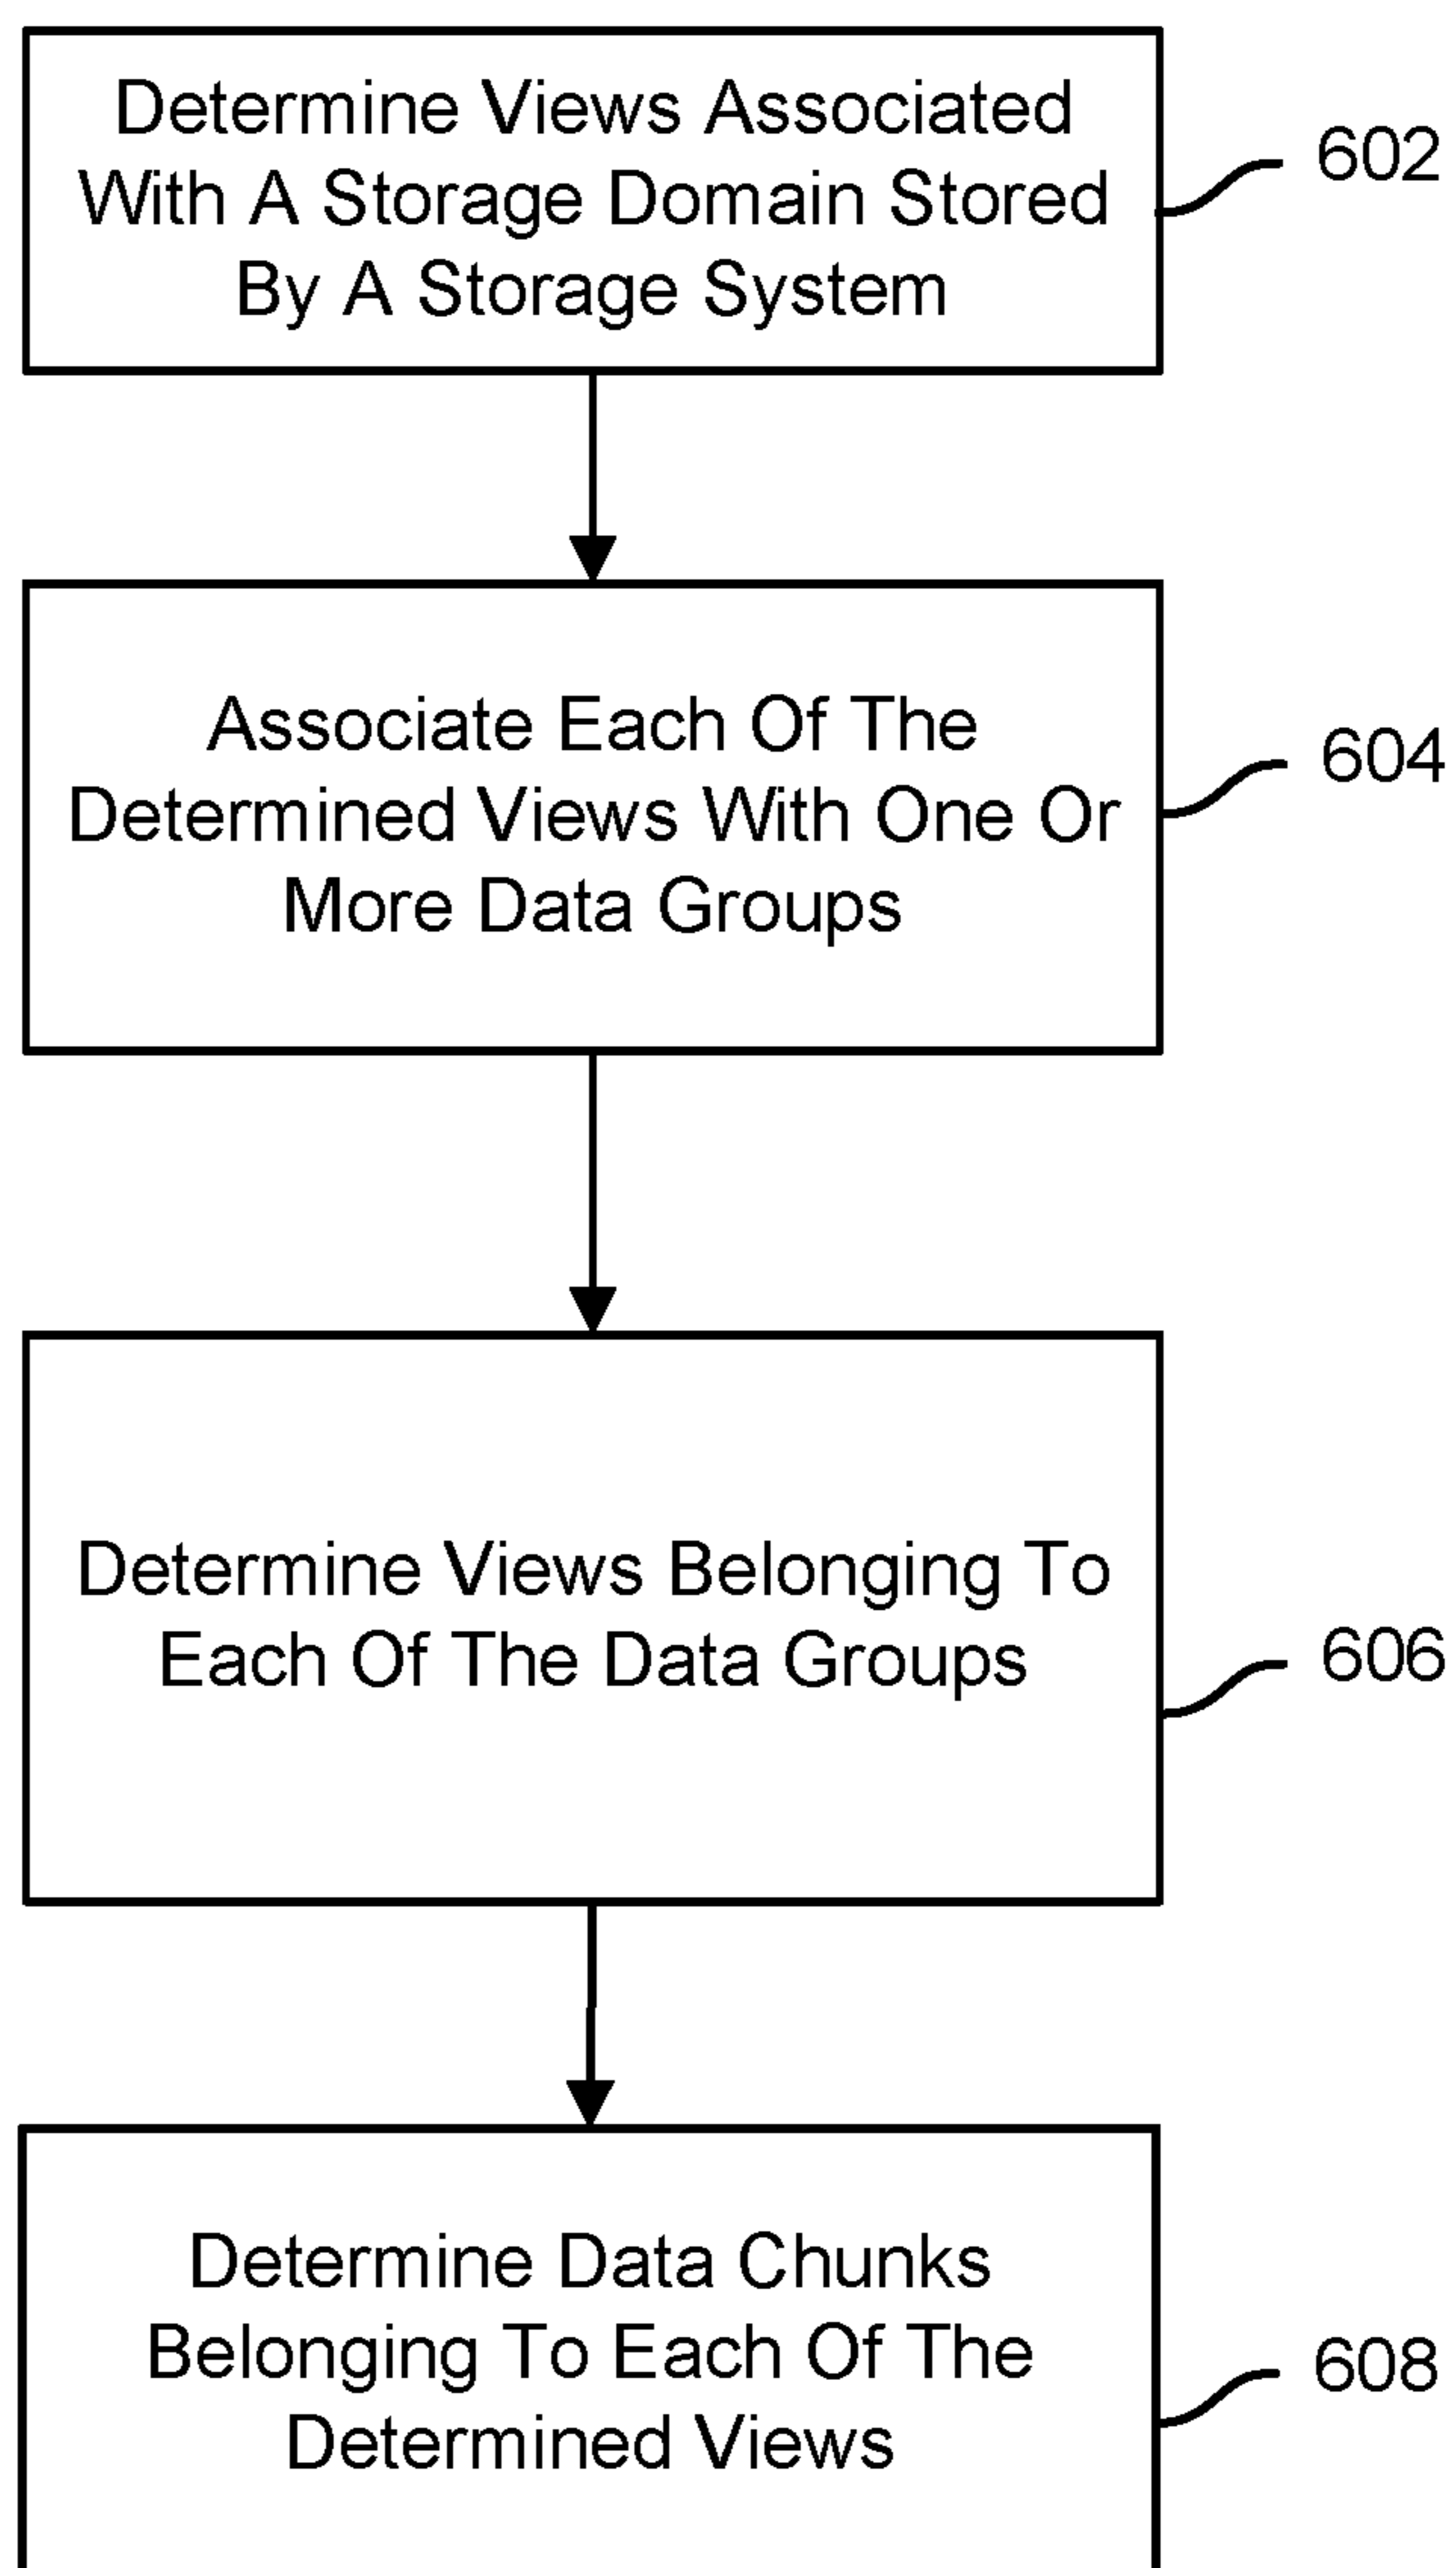 Determine Views Associated
With A Storage Domain Stored
By A Storage System
602
Associate Each Of The
Determined Views With One Or
More Data Groups
604
Determine Views Belonging To
Each Of The Data Groups
606
Determine Data Chunks
Belonging To Each Of The
Determined Views
608